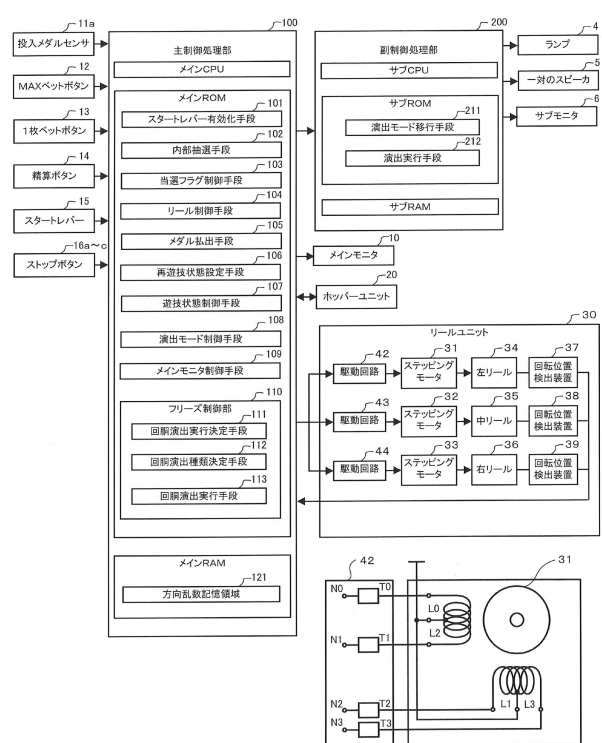 11a
投入メダルセンサ
12
MAXベットボタン
13
1枚ベットボタン
14
精算ボタン
15
スタートレバー
16a～c
ストップボタン
100
主制御処理部
メインCPU
メインROM
101
スタートレバー有効化手段
102
内部抽選手段
103
当選フラグ制御手段
104
リール制御手段
105
メダル払出手段
106
再遊技状態設定手段
107
遊技状態制御手段
108
演出モード制御手段
109
メインモニタ制御手段
110
フリーズ制御部
111
回胴演出実行決定手段
112
回胴演出種類決定手段
113
回胴演出実行手段
メインRAM
121
方向乱数記憶領域
200
副制御処理部
サブCPU
サブROM
211
演出モード移行手段
212
演出実行手段
サブRAM
4
ランプ
5
一対のスピーカ
6
サブモニタ
10
メインモニタ
20
ホッパーユニット
30
リールユニット
42
駆動回路
31
ステッピング
モータ
34
左リール
37
回転位置
検出装置
43
駆動回路
32
ステッピング
モータ
35
中リール
38
回転位置
検出装置
44
駆動回路
33
ステッピング
モータ
36
右リール
39
回転位置
検出装置
42
31
N0
T0
L0
L2
N1
T1
N2
T2
L1
L3
N3
T3